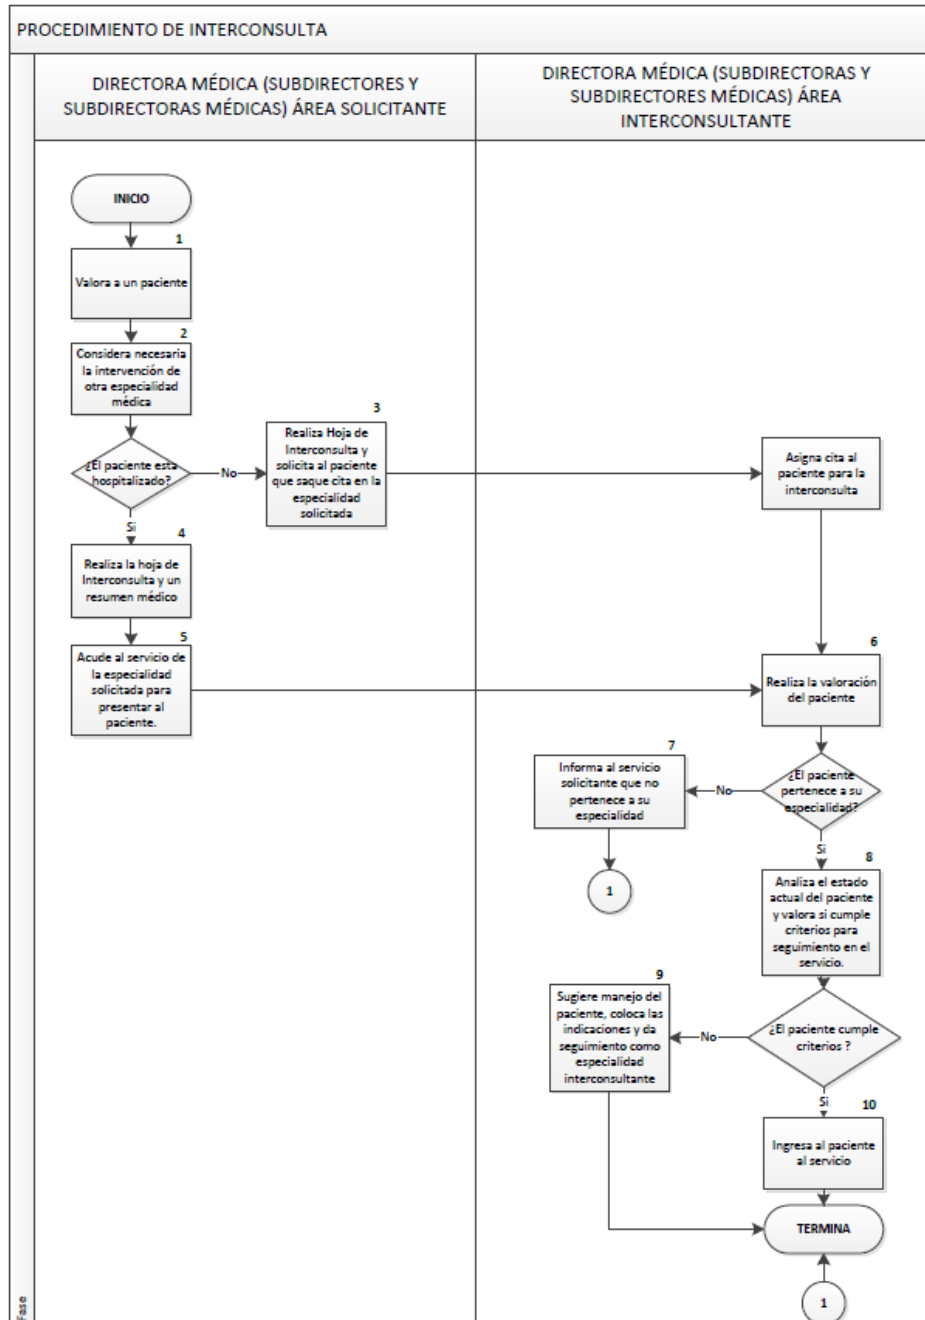 PROCEDIMIENTO DE INTERCONSULTA
DIRECTORA MÉDICA (SUBDIRECTORES Y
SUBDIRECTORAS MÉDICAS) ÁREA SOLICITANTE
DIRECTORA MÉDICA (SUBDIRECTORAS Y
SUBDIRECTORES MÉDICAS) ÁREA
INTERCONSULTANTE
INICIO
1
Valora a un paciente
2
Considera necesaria
la intervención de
otra especialidad
médica
¿El paciente esta
hospitalizado?
No
3
Realiza Hoja de
Interconsulta y
solicita al paciente
que saque cita en la
especialidad
solicitada
Asigna cita al
paciente para la
interconsulta
Si
4
Realiza la hoja de
Interconsulta y un
resumen médico
5
Acude al servicio de
la especialidad
solicitada para
presentar al
paciente.
6
Realiza la valoración
del paciente
¿El paciente
pertenece a su
especialidad?
No
7
Informa al servicio
solicitante que no
pertenece a su
especialidad
1
Si
8
Analiza el estado
actual del paciente
y valora si cumple
criterios para
seguimiento en el
servicio.
¿El paciente cumple
criterios ?
No
9
Sugiere manejo del
paciente, coloca las
indicaciones y da
seguimiento como
especialidad
interconsultante
Si
10
Ingresa al paciente
al servicio
TERMINA
1
Fase